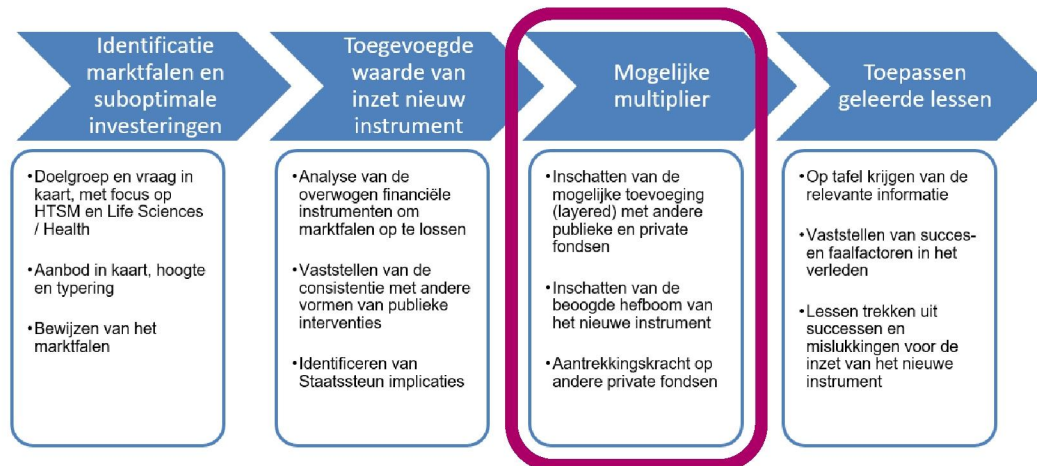 Identificatie
marktfalen en
suboptimale
investeringen
•Doelgroep en vraag in
kaart, met focus op
HTSM en Life Sciences
/ Health
•Aanbod in kaart, hoogte
en typering
•Bewijzen van het
marktfalen
Toegevoegde
waarde van
inzet nieuw
instrument
•Analyse van de
overwogen financiële
instrumenten om
marktfalen op te lossen
•Vaststellen van de
consistentie met andere
vormen van publieke
interventies
•Identificeren van
Staatssteun implicaties
Mogelijke
multiplier
•Inschatten van de
mogelijke toevoeging
(layered) met andere
publieke en private
fondsen
•Inschatten van de
beoogde hefboom van
het nieuwe instrument
•Aantrekkingskracht op
andere private fondsen
Toepassen
geleerde lessen
•Op tafel krijgen van de
relevante informatie
•Vaststellen van succes-
en faalfactoren in het
verleden
•Lessen trekken uit
successen en
mislukkingen voor de
inzet van het nieuwe
instrument